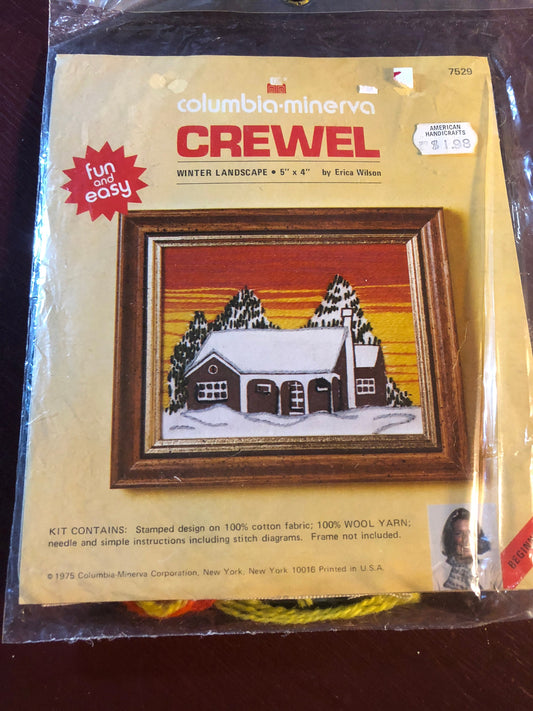 7529
columbia-minerva
CREWEL
AMERICAN
HANDICRAFTS
$1.98
WINTER LANDSCAPE • 5" x 4" by Erica Wilson
fun
and
easy
KIT CONTAINS: Stamped design on 100% cotton fabric; 100% WOOL YARN;
needle and simple instructions including stitch diagrams. Frame not included.
© 1975 Columbia-Minerva Corporation, New York, New York 10016 Printed in U.S.A.